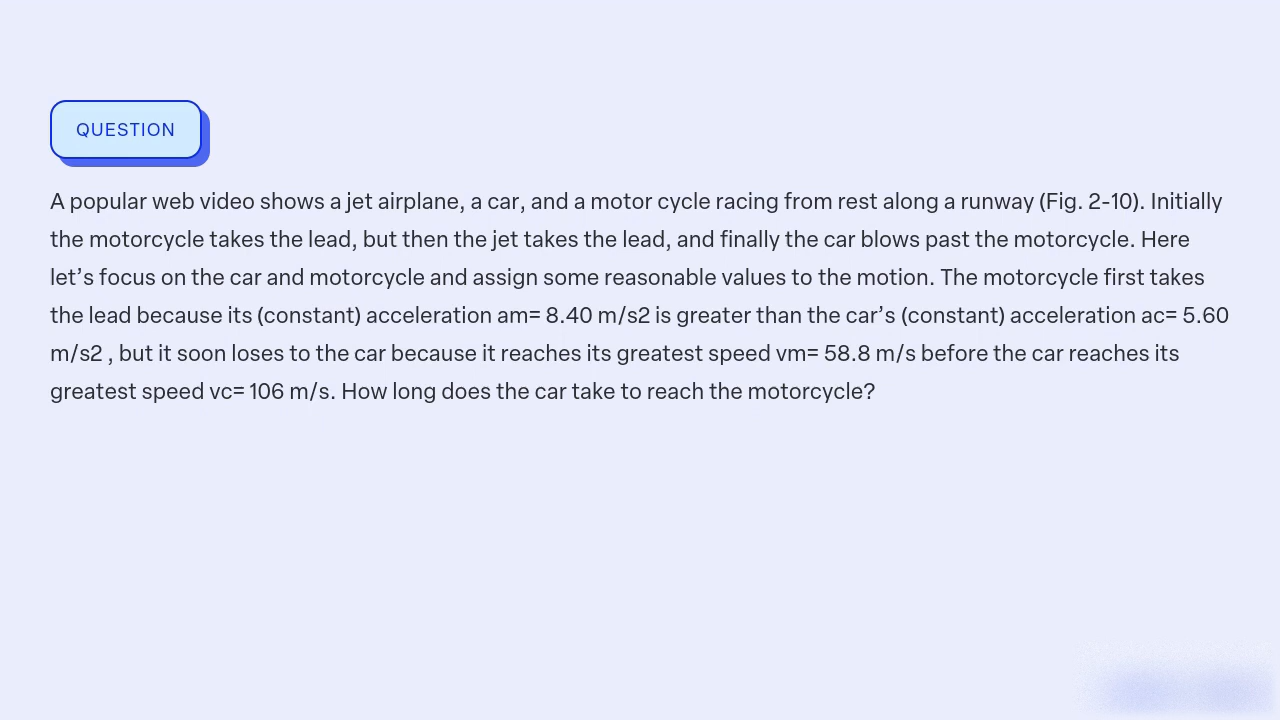 QUESTION
A popular web video shows a jet airplane, a car, and a motor cycle racing from rest along a runway (Fig. 2-10). Initially
the motorcycle takes the lead, but then the jet takes the lead, and finally the car blows past the motorcycle. Here
let’s focus on the car and motorcycle and assign some reasonable values to the motion. The motorcycle first takes
the lead because its (constant) acceleration am= 8.40 m/s2 is greater than the car’s (constant) acceleration ac= 5.60
m/s2 , but it soon loses to the car because it reaches its greatest speed vm= 58.8 m/s before the car reaches its
greatest speed vc= 106 m/s. How long does the car take to reach the motorcycle?